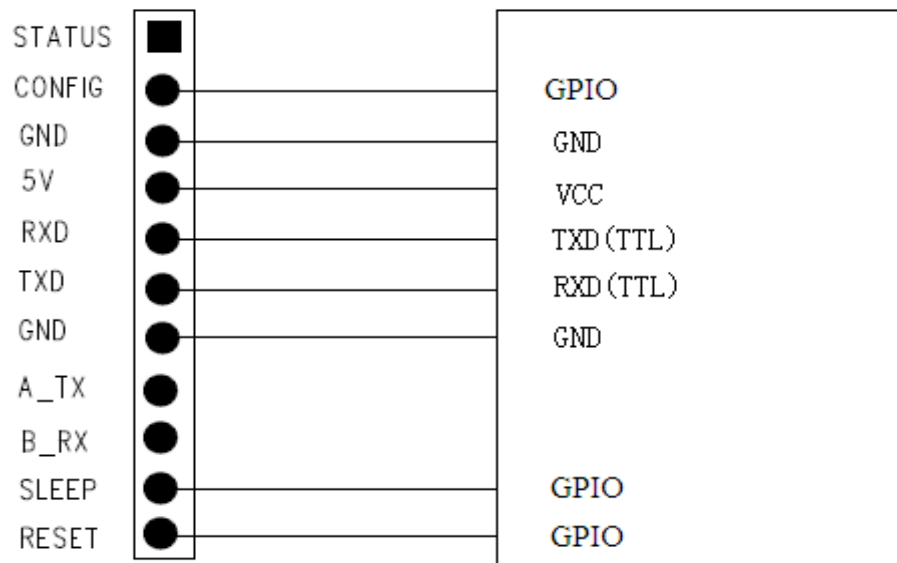 STATUS
CONFIG GPIO
GND GND
5V VCC
RXD TXD(TTL)
TXD RXD(TTL)
GND GND
A_TX
B_RX
SLEEP GPIO
RESET GPIO